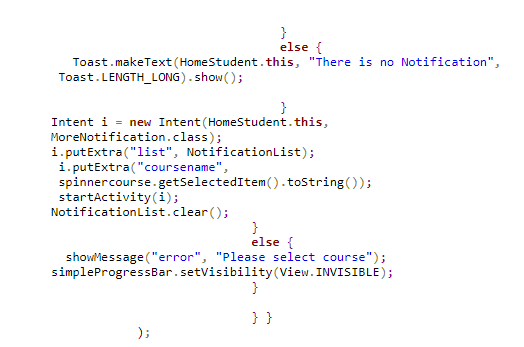 }
else {
Toast.makeText(HomeStudent.this, "There is no Notification",
Toast.LENGTH_LONG).show();
}
Intent i = new Intent(HomeStudent.this,
MoreNotification.class);
i.putExtra("list", NotificationList);
i.putExtra("coursename",
spinnercourse.getSelectedItem().toString());
startActivity(i);
NotificationList.clear();
}
else {
showMessage("error", "Please select course");
simpleProgressBar.setVisibility(View.INVISIBLE);
}
} }
);